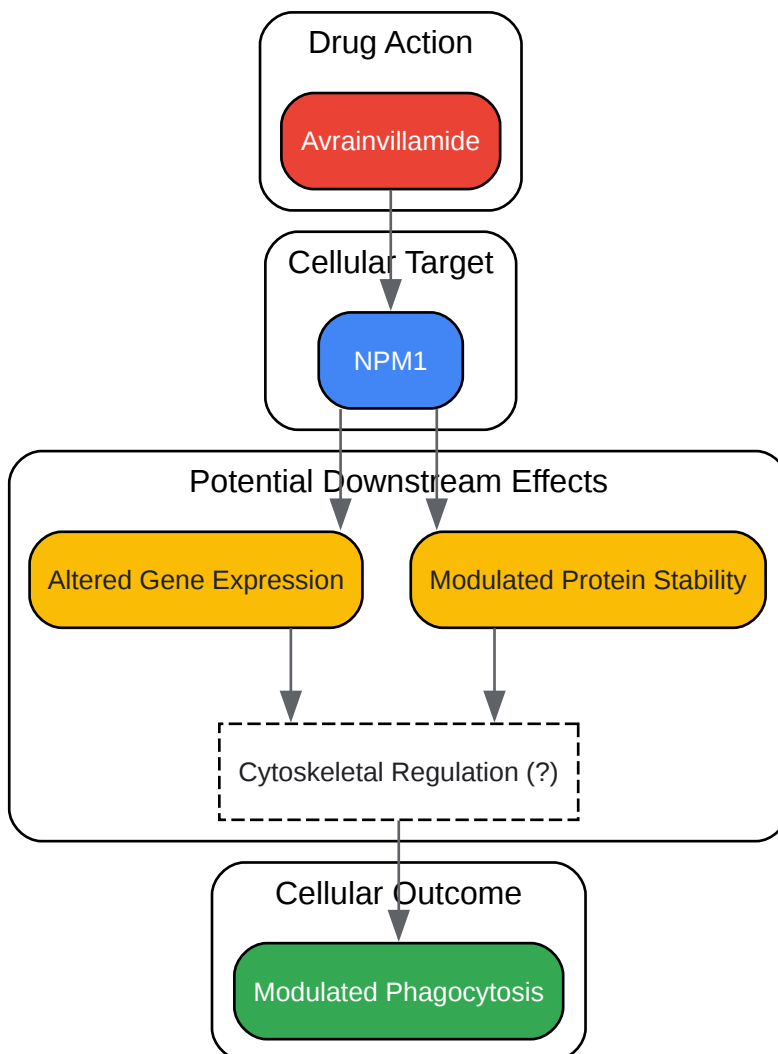 Drug Action
Avrainvillamide
Cellular Target
NPM1
Potential Downstream Effects
Altered Gene Expression
Modulated Protein Stability
Cytoskeletal Regulation (?)
Cellular Outcome
Modulated Phagocytosis